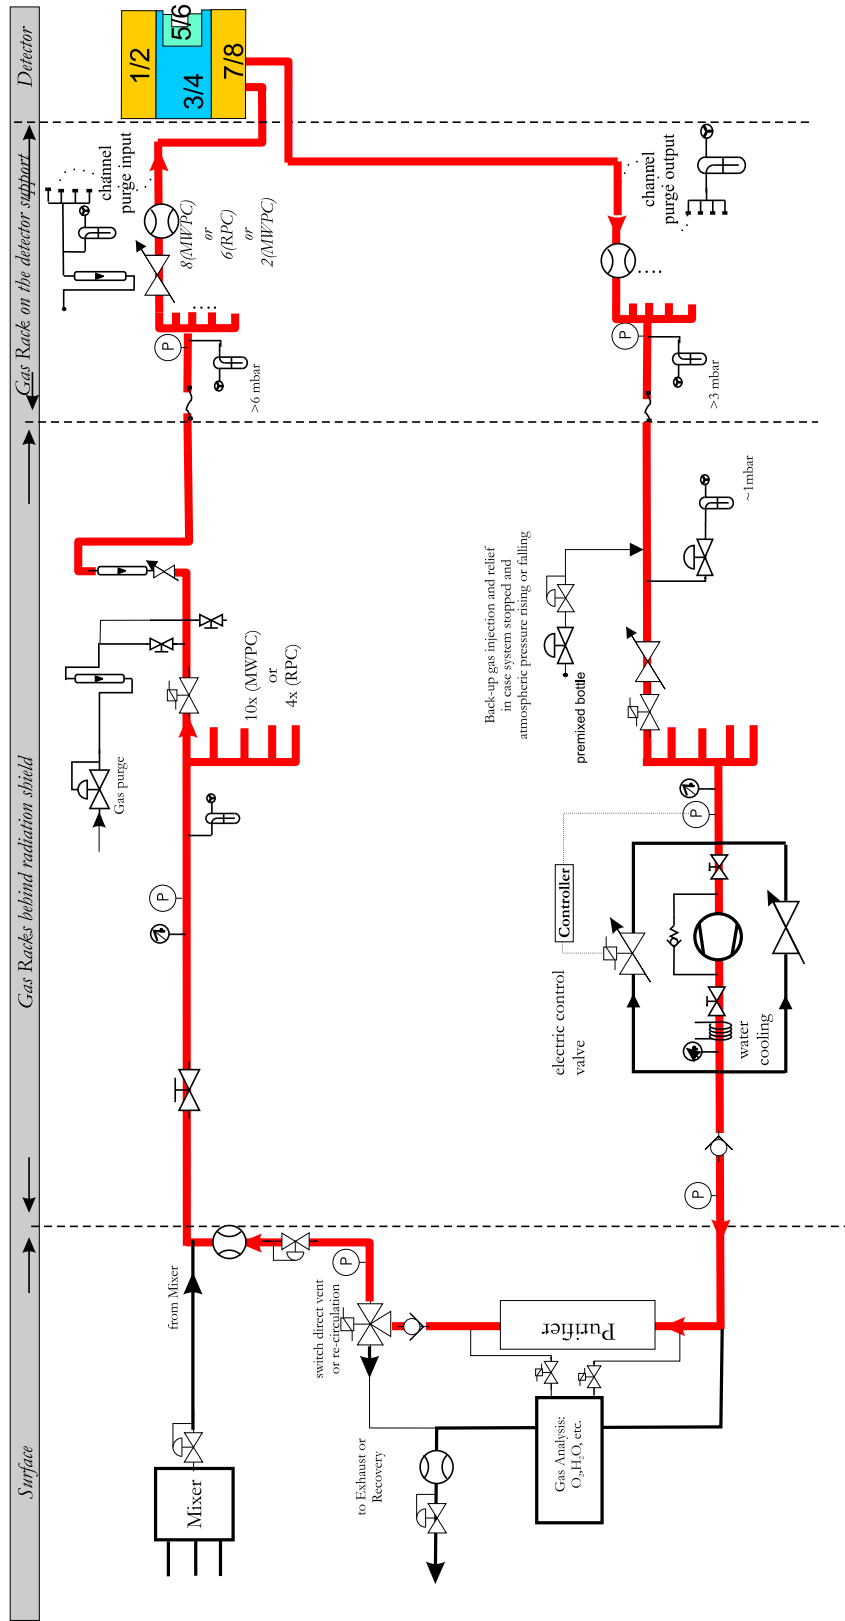 Detector
Gas Rack on the detector support
Gas Racks behind radiation shield
Surface
1/2
3/4
5/6
7/8
channel
purge input
8(MWPC)
or
6(RPC)
or
2(MWPC)
channel
purge output
P
>6 mbar
P
>3 mbar
~1mbar
Back-up gas injection and relief
in case system stopped and
atmospheric pressure rising or falling
premixed bottle
10x (MWPC)
or
4x (RPC)
Gas purge
P
P
Controller
electric control
valve
water
cooling
P
from Mixer
P
switch direct vent
or re-circulation
Purifier
Mixer
to Exhaust or
Recovery
Gas Analysis:
O₂,H₂O, etc.